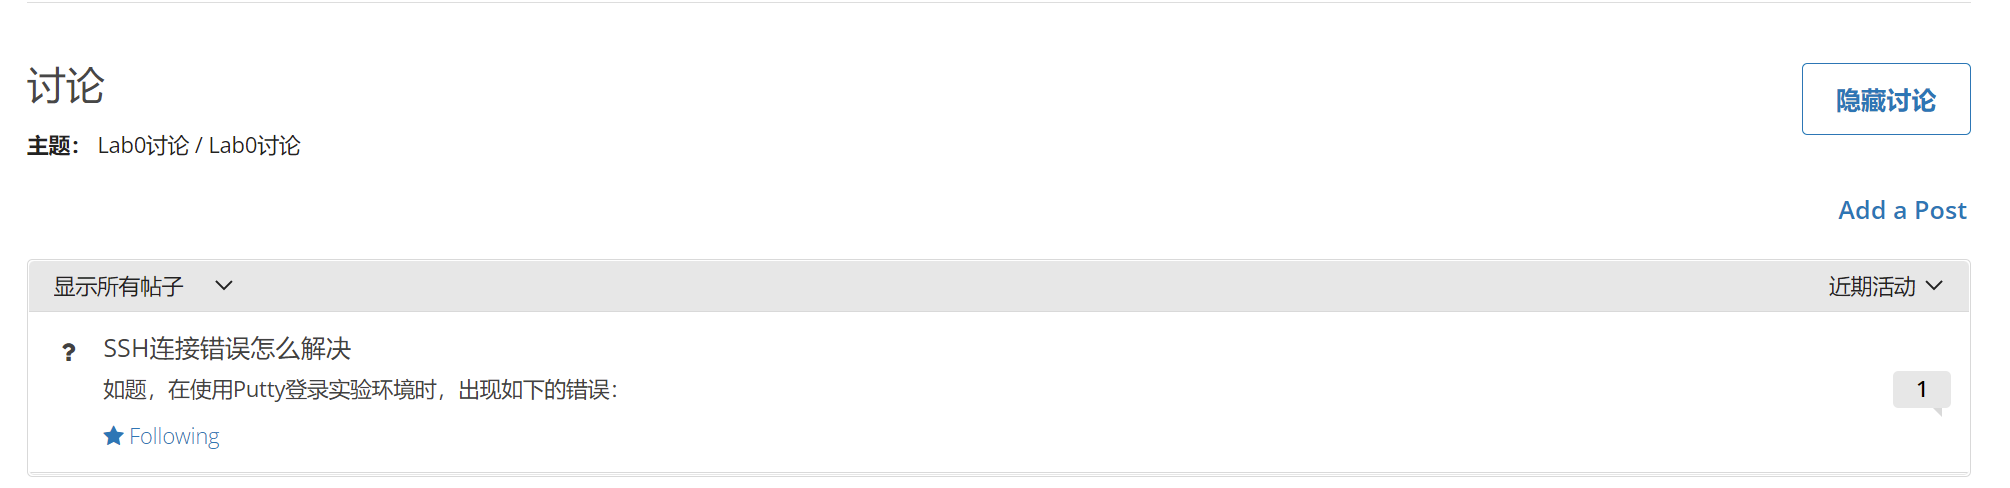 讨论
隐藏讨论
主题： Lab0讨论 / Lab0讨论
Add a Post
显示所有帖子
近期活动
? SSH连接错误怎么解决
如题，在使用Putty登录实验环境时，出现如下的错误：
1
Following